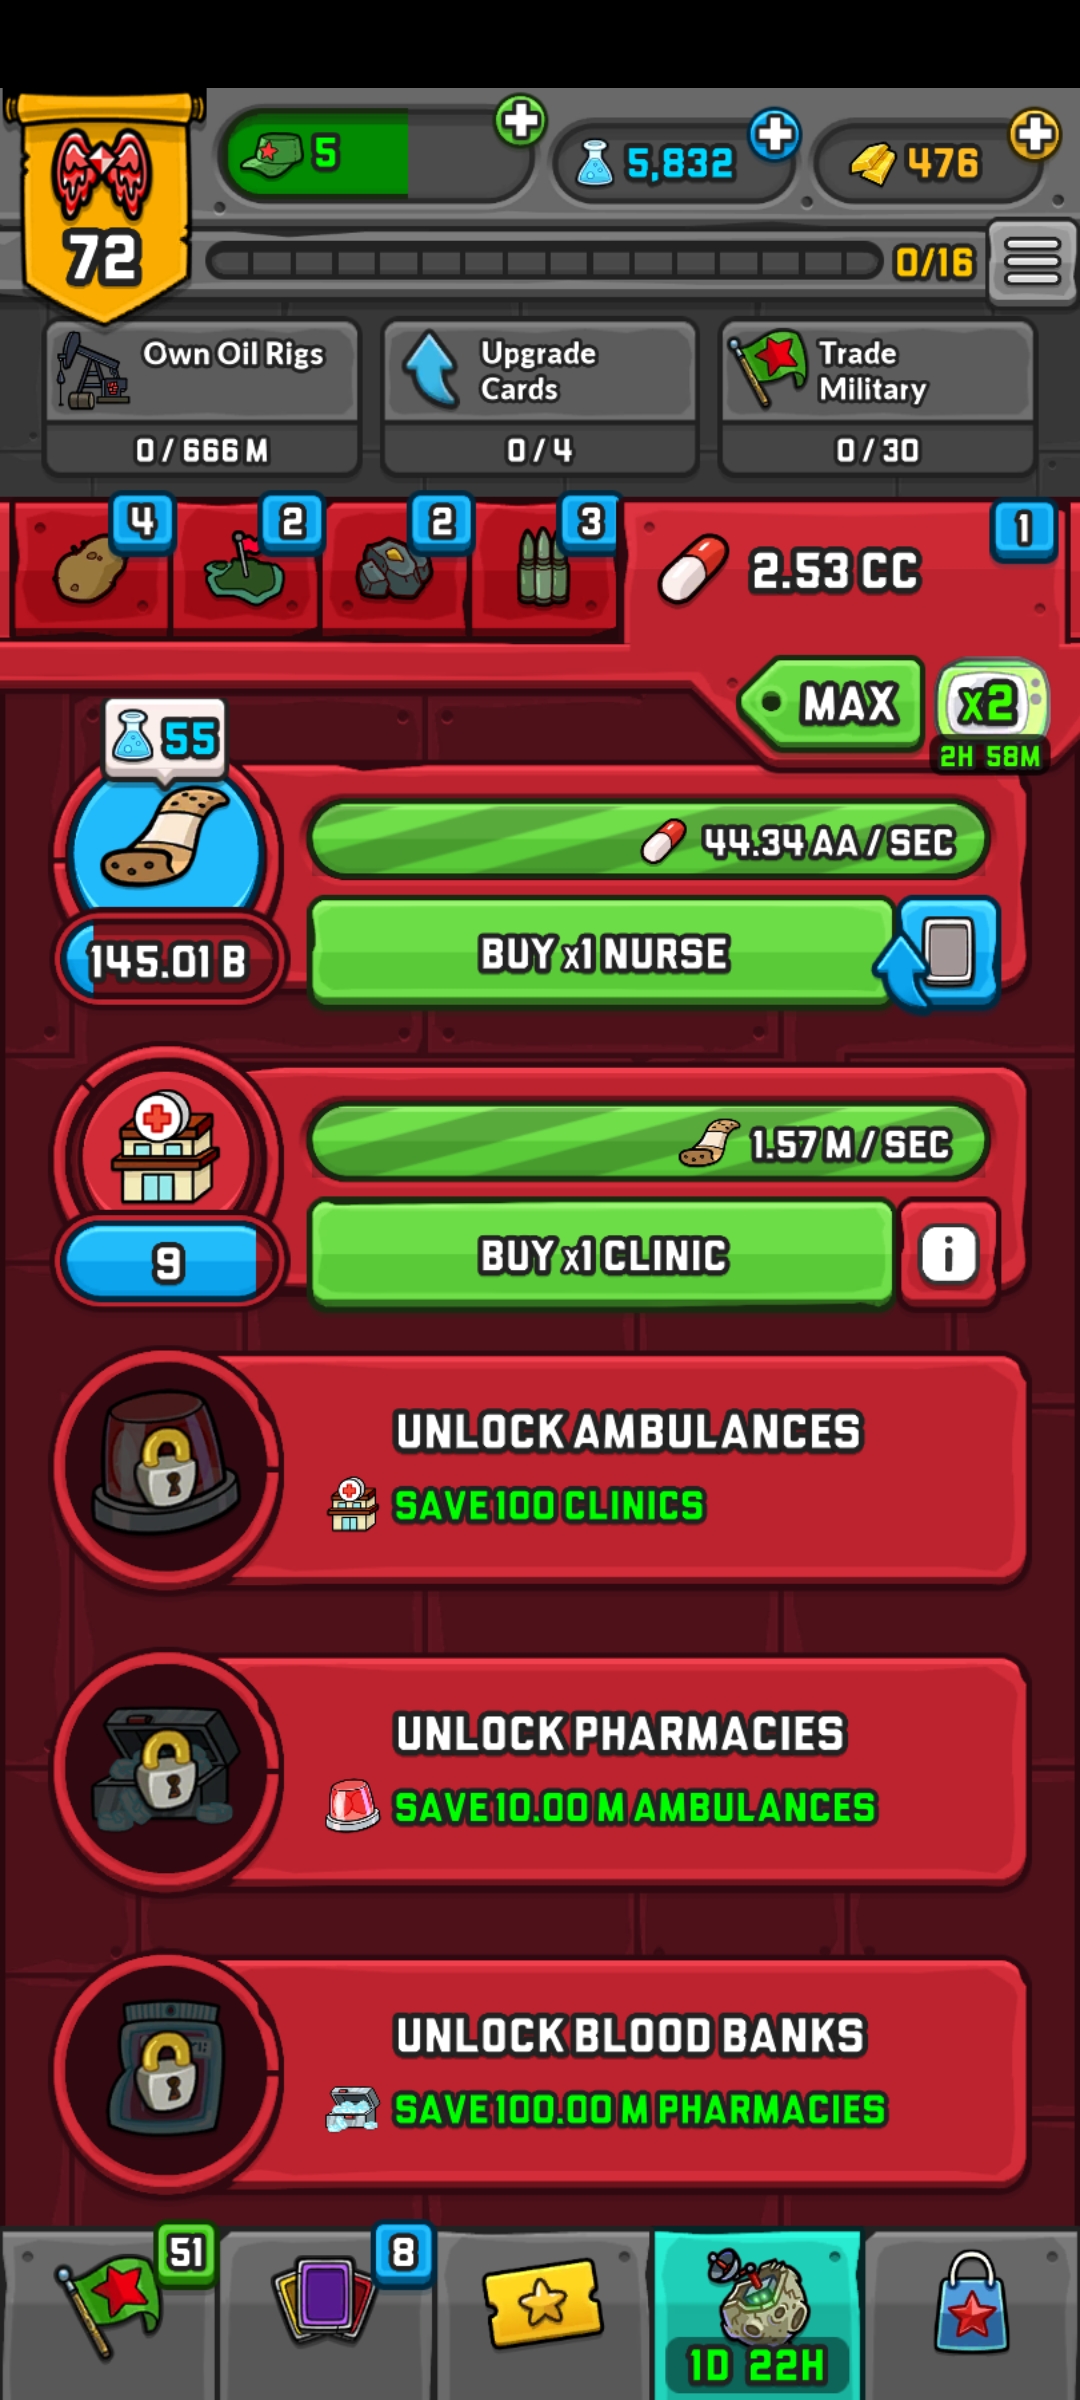 5
5,832
476
72
0/16
Own Oil Rigs
0 / 666 M
Upgrade
Cards
0 / 4
Trade
Military
0 / 30
4
2
2
3
2.53 CC
1
MAX
x2
2H 58M
55
44.34 AA / SEC
145.01 B
BUY x1 NURSE
1.57 M / SEC
9
BUY x1 CLINIC
i
UNLOCK AMBULANCES
SAVE 100 CLINICS
UNLOCK PHARMACIES
SAVE 10.00 M AMBULANCES
UNLOCK BLOOD BANKS
SAVE 100.00 M PHARMACIES
51
8
1D 22H